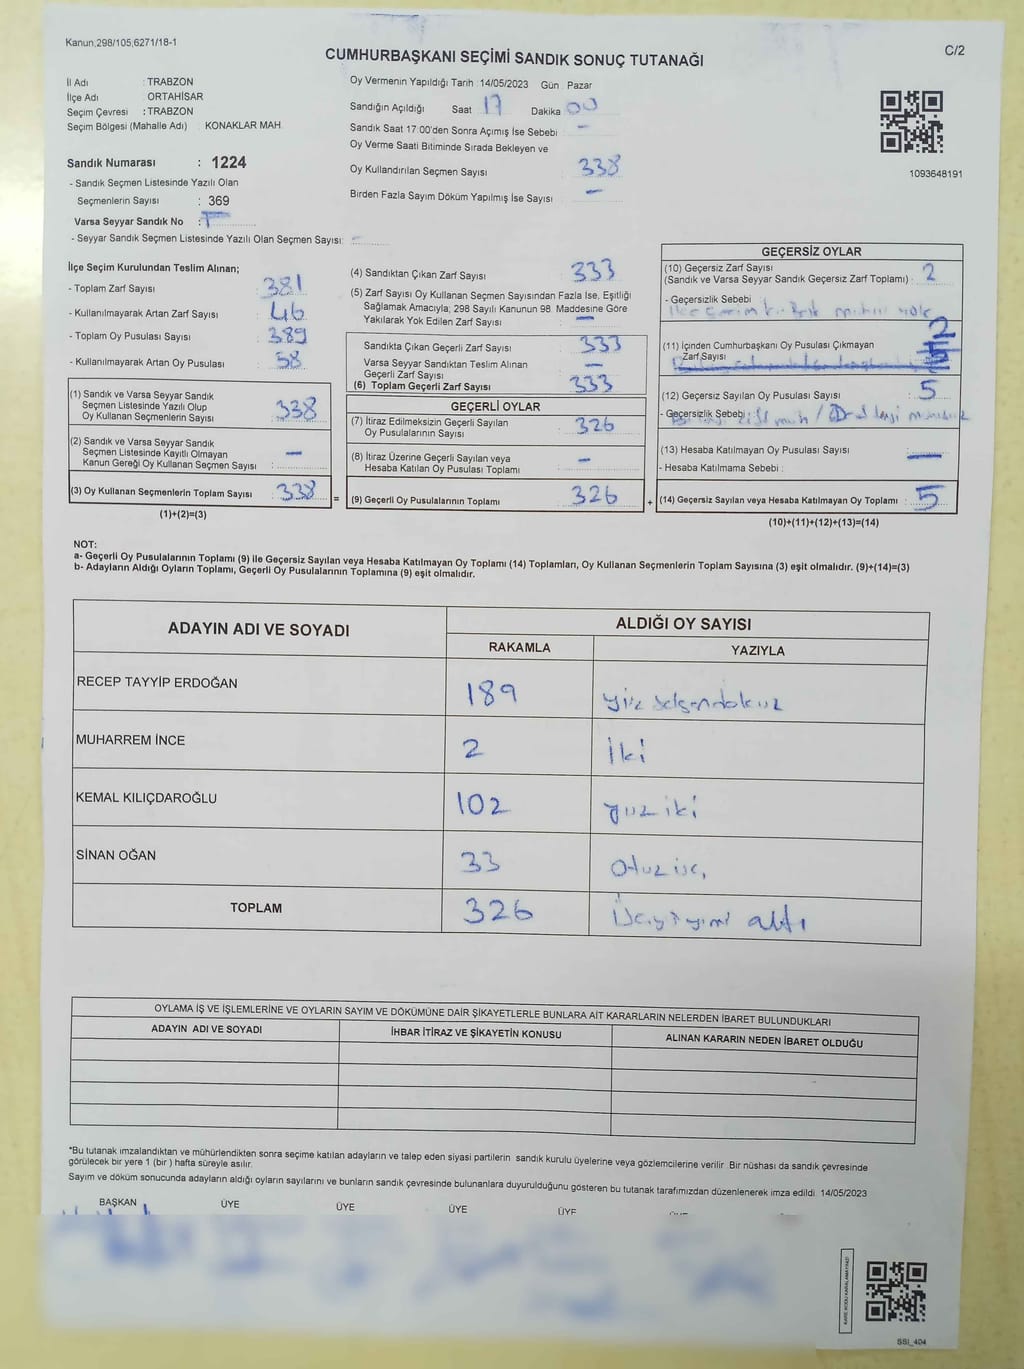 Kanun,298/105,6271/18-1
C/2
CUMHURBAŞKANI SEÇİMİ SANDIK SONUÇ TUTANAĞI
İl Adı : TRABZON
İlçe Adı : ORTAHİSAR
Seçim Çevresi : TRABZON
Seçim Bölgesi (Mahalle Adı) : KONAKLAR MAH.
Sandık Numarası : 1224
- Sandık Seçmen Listesinde Yazılı Olan
Seçmenlerin Sayısı : 369
Varsa Seyyar Sandık No :
- Seyyar Sandık Seçmen Listesinde Yazılı Olan Seçmen Sayısı: -
Oy Vermenin Yapıldığı Tarih : 14/05/2023 Gün : Pazar
Sandığın Açıldığı Saat 17 Dakika 00
Sandık Saat 17:00'den Sonra Açımış İse Sebebi : -
Oy Verme Saati Bitiminde Sırada Bekleyen ve
Oy Kullandırılan Seçmen Sayısı : 338
Birden Fazla Sayım Döküm Yapılmış İse Sayısı : -
1093648191
İlçe Seçim Kurulundan Teslim Alınan;
- Toplam Zarf Sayısı : 381
- Kullanılmayarak Artan Zarf Sayısı : 46
- Toplam Oy Pusulası Sayısı : 389
- Kullanılmayarak Artan Oy Pusulası : 58
(1) Sandık ve Varsa Seyyar Sandık
Seçmen Listesinde Yazılı Olup
Oy Kullanan Seçmenlerin Sayısı : 338
(2) Sandık ve Varsa Seyyar Sandık
Seçmen Listesinde Kayıtlı Olmayan
Kanun Gereği Oy Kullanan Seçmen Sayısı : -
(3) Oy Kullanan Seçmenlerin Toplam Sayısı : 338 =
(1)+(2)=(3)
(4) Sandıktan Çıkan Zarf Sayısı : 333
(5) Zarf Sayısı Oy Kullanan Seçmen Sayısından Fazla İse, Eşitliği
Sağlamak Amacıyla; 298 Sayılı Kanunun 98. Maddesine Göre
Yakılarak Yok Edilen Zarf Sayısı : -
Sandıkta Çıkan Geçerli Zarf Sayısı : 333
Varsa Seyyar Sandıktan Teslim Alınan
Geçerli Zarf Sayısı : -
(6) Toplam Geçerli Zarf Sayısı : 333
GEÇERLİ OYLAR
(7) İtiraz Edilmeksizin Geçerli Sayılan
Oy Pusulalarının Sayısı : 326
(8) İtiraz Üzerine Geçerli Sayılan veya
Hesaba Katılan Oy Pusulası Toplamı : -
(9) Geçerli Oy Pusulalarının Toplamı : 326 +
GEÇERSİZ OYLAR
(10) Geçersiz Zarf Sayısı
(Sandık ve Varsa Seyyar Sandık Geçersiz Zarf Toplamı) : 2
- Geçersizlik Sebebi :
(11) İçinden Cumhurbaşkanı Oy Pusulası Çıkmayan
Zarf Sayısı 2
(12) Geçersiz Sayılan Oy Pusulası Sayısı : 5
- Geçersizlik Sebebi :
(13) Hesaba Katılmayan Oy Pusulası Sayısı : -
- Hesaba Katılmama Sebebi :
(14) Geçersiz Sayılan veya Hesaba Katılmayan Oy Toplamı : 5
(10)+(11)+(12)+(13)=(14)
NOT:
a- Geçerli Oy Pusulalarının Toplamı (9) ile Geçersiz Sayılan veya Hesaba Katılmayan Oy Toplamı (14) Toplamları, Oy Kullanan Seçmenlerin Toplam Sayısına (3) eşit olmalıdır. (9)+(14)=(3)
b- Adayların Aldığı Oyların Toplamı, Geçerli Oy Pusulalarının Toplamına (9) eşit olmalıdır.
ADAYIN ADI VE SOYADI
ALDIĞI OY SAYISI
RAKAMLA YAZIYLA
RECEP TAYYİP ERDOĞAN 189 yüz seksendokuz
MUHARREM İNCE 2 iki
KEMAL KILIÇDAROĞLU 102 yüz iki
SİNAN OĞAN 33 otuz üç
TOPLAM 326 altı
OYLAMA İŞ VE İŞLEMLERİNE VE OYLARIN SAYIM VE DÖKÜMÜNE DAİR ŞİKAYETLERLE BUNLARA AİT KARARLARIN NELERDEN İBARET BULUNDUKLARI
ADAYIN ADI VE SOYADI İHBAR İTİRAZ VE ŞİKAYETİN KONUSU ALINAN KARARIN NEDEN İBARET OLDUĞU
*Bu tutanak imzalandıktan ve mühürlendikten sonra seçime katılan adayların ve talep eden siyasi partilerin sandık kurulu üyelerine veya gözlemcilerine verilir. Bir nüshası da sandık çevresinde
görülecek bir yere 1 (bir ) hafta süreyle asılır.
Sayım ve döküm sonucunda adayların aldığı oyların sayılarını ve bunların sandık çevresinde bulunanlara duyurulduğunu gösteren bu tutanak tarafımızdan düzenlenerek imza edildi. 14/05/2023
BAŞKAN ÜYE ÜYE ÜYE ÜYE
SSI_404